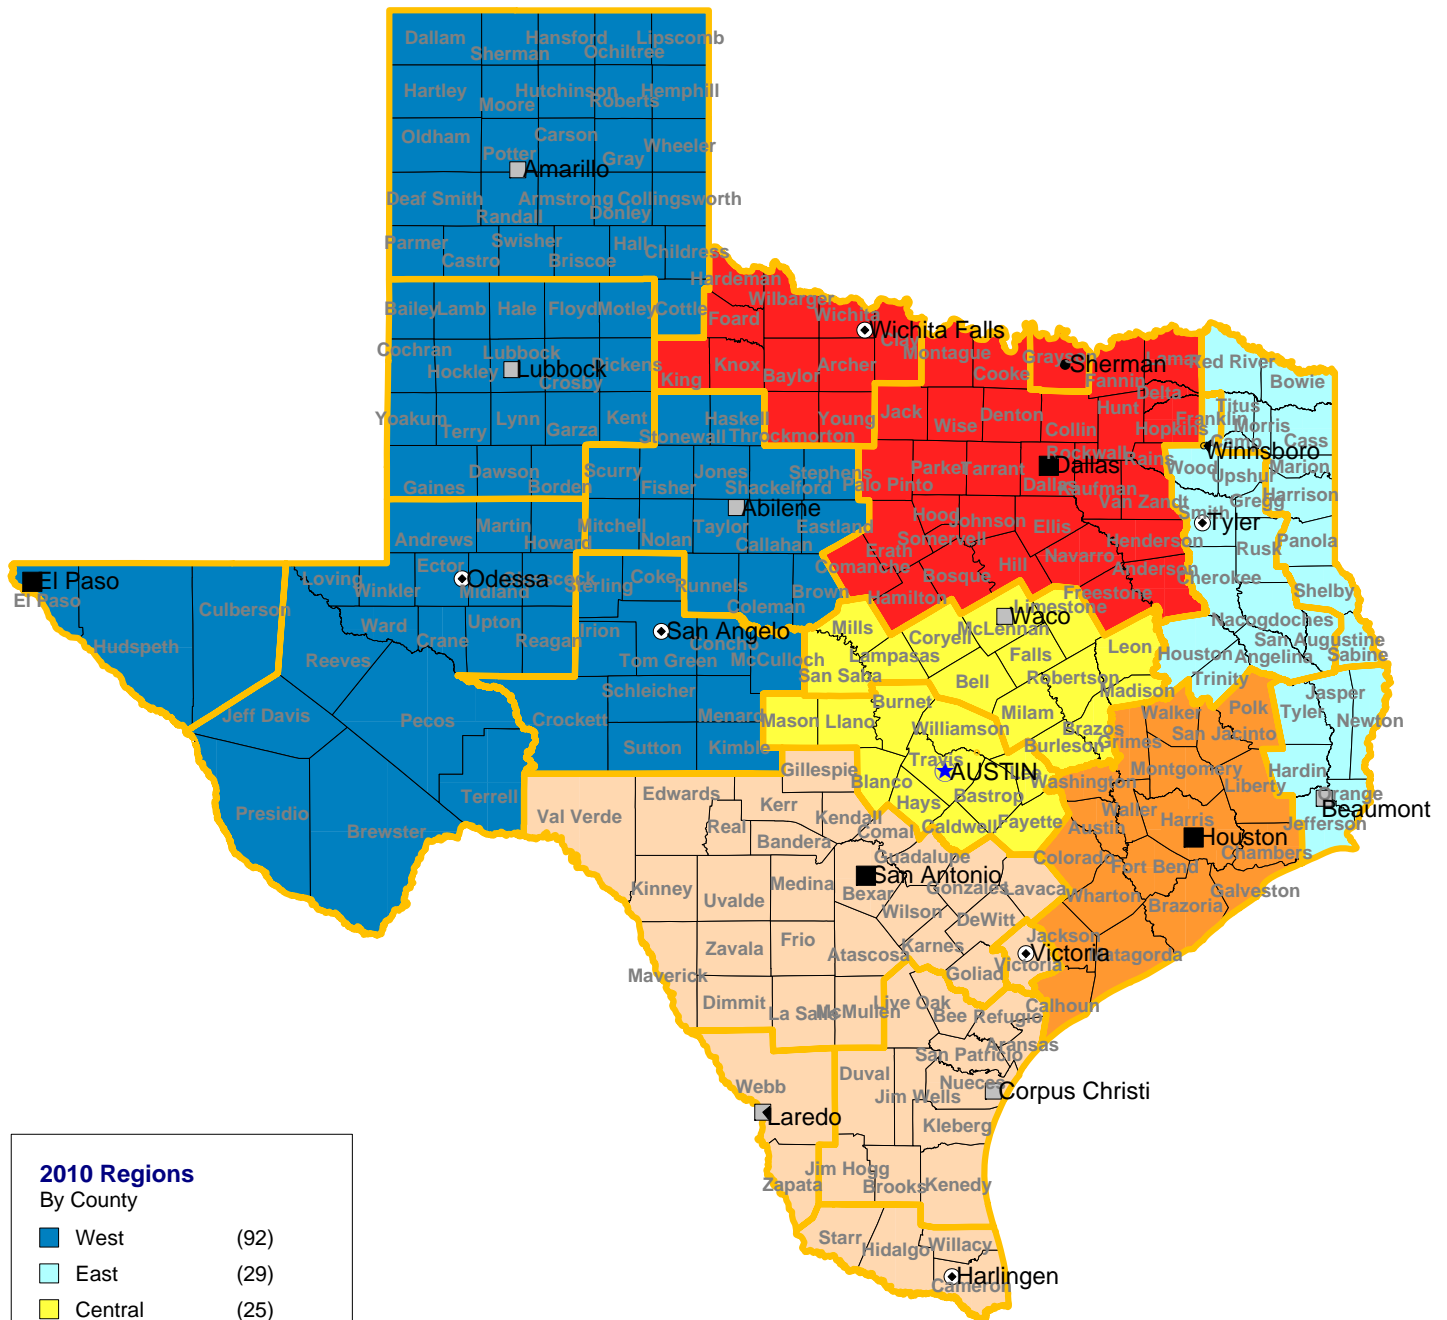 Dallam
Sherman
Hansford
Ochiltree
Lipscomb
Hartley
Moore
Hutchinson
Roberts
Hemphill
Oldham
Potter
Carson
Gray
Wheeler
Amarillo
Deaf Smith
Randall
Armstrong
Donley
Collingsworth
Parmer
Castro
Swisher
Briscoe
Hall
Childress
Hardeman
Bailey
Lamb
Hale
Floyd
Motley
Cottle
Foard
Wilbarger
Wichita
Wichita Falls
Clay
Montague
Cooke
Grayson
Sherman
Fannin
Lamar
Red River
Bowie
Cochran
Hockley
Lubbock
Lubbock
Crosby
Dickens
King
Knox
Baylor
Archer
Delta
Yoakum
Terry
Lynn
Garza
Kent
Stonewall
Haskell
Throckmorton
Young
Jack
Wise
Denton
Collin
Hunt
Hopkins
Franklin
Titus
Morris
Camp
Cass
Winnsboro
Gaines
Dawson
Borden
Scurry
Fisher
Jones
Shackelford
Stephens
Palo Pinto
Parker
Tarrant
Dallas
Dallas
Rockwall
Kaufman
Rains
Van Zandt
Wood
Upshur
Marion
Harrison
Gregg
Smith
Tyler
Andrews
Martin
Howard
Mitchell
Nolan
Taylor
Abilene
Callahan
Eastland
Erath
Hood
Somervell
Johnson
Ellis
Navarro
Henderson
Rusk
Panola
El Paso
El Paso
Hudspeth
Culberson
Loving
Winkler
Ector
Odessa
Midland
Sterling
Coke
Runnels
Coleman
Brown
Comanche
Hamilton
Bosque
Hill
Freestone
Anderson
Cherokee
Shelby
Ward
Crane
Upton
Reagan
Irion
San Angelo
Tom Green
Concho
McCulloch
Mills
Lampasas
San Saba
Coryell
McLennan
Limestone
Waco
Falls
Bell
Leon
Robertson
Madison
Houston
Nacogdoches
San Augustine
Angelina
Sabine
Trinity
Reeves
Jeff Davis
Pecos
Crockett
Schleicher
Menard
Sutton
Kimble
Mason
Llano
Burnet
Williamson
Milam
Burleson
Brazos
Grimes
Walker
San Jacinto
Polk
Tyler
Jasper
Newton
Presidio
Brewster
Terrell
Val Verde
Edwards
Gillespie
Kerr
Real
Bandera
Kendall
Blanco
Travis
AUSTIN
Hays
Bastrop
Caldwell
Fayette
Washington
Montgomery
Liberty
Hardin
Orange
Beaumont
Jefferson
Waller
Austin
Harris
Houston
Chambers
Comal
Guadalupe
San Antonio
Bexar
Gonzales
Lavaca
Colorado
Fort Bend
Galveston
Wharton
Brazoria
Kinney
Uvalde
Medina
Wilson
DeWitt
Karnes
Jackson
Victoria
Victoria
Matagorda
Goliad
Calhoun
Maverick
Zavala
Frio
Atascosa
Dimmit
La Salle
McMullen
Live Oak
Bee
Refugio
Aransas
San Patricio
Nueces
Corpus Christi
Webb
Laredo
Duval
Jim Wells
Kleberg
Zapata
Jim Hogg
Brooks
Kenedy
Starr
Hidalgo
Willacy
Harlingen
Cameron
2010 Regions
By County
West (92)
East (29)
Central (25)